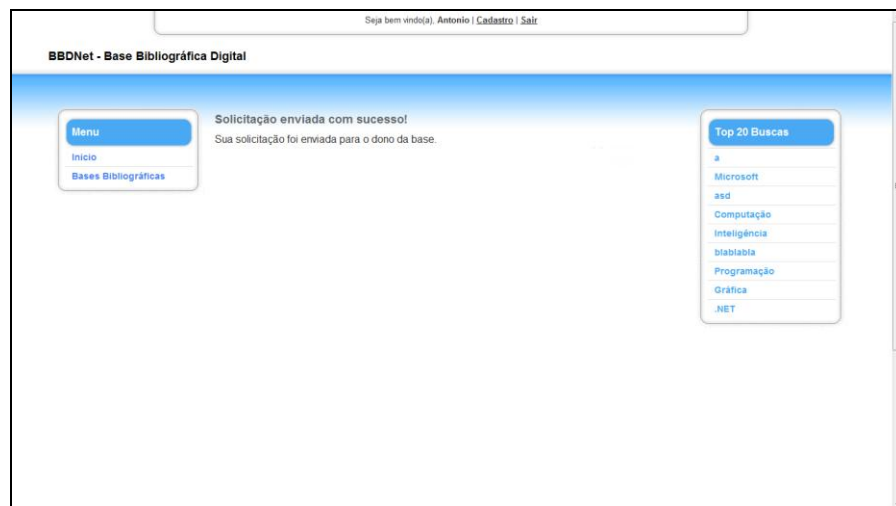 Seja bem vindo(a), Antonio | Cadastro | Sair
BBDNet - Base Bibliográfica Digital
Menu
Início
Bases Bibliográficas
Solicitação enviada com sucesso!
Sua solicitação foi enviada para o dono da base.
Top 20 Buscas
a
Microsoft
asd
Computação
Inteligência
blablabla
Programação
Gráfica
.NET